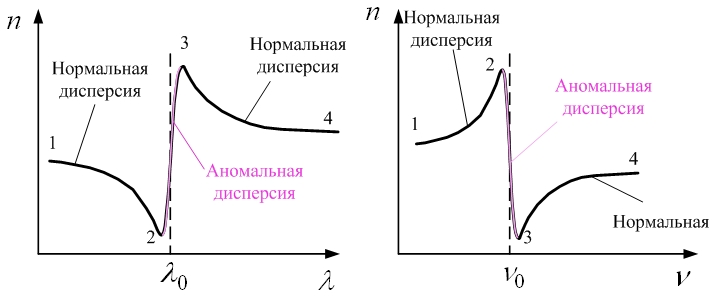 n
3
Нормальная
дисперсия
Нормальная
дисперсия
1
4
Аномальная
дисперсия
2
λ₀
λ
n
Нормальная
дисперсия
2
Аномальная
дисперсия
1
4
3
Нормальная
ν₀
ν